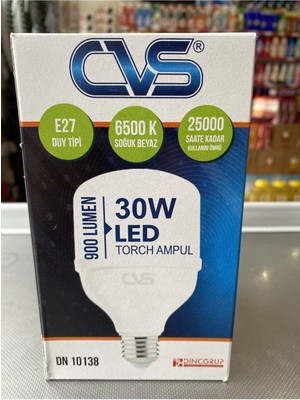 CVS®
E27
DUY TİPİ
6500 K
SOĞUK BEYAZ
25000
SAATE KADAR
KULLANIM ÖMRÜ
900 LUMEN
30W
LED
TORCH AMPUL
CVS
DN 10138
DİNÇGRUP